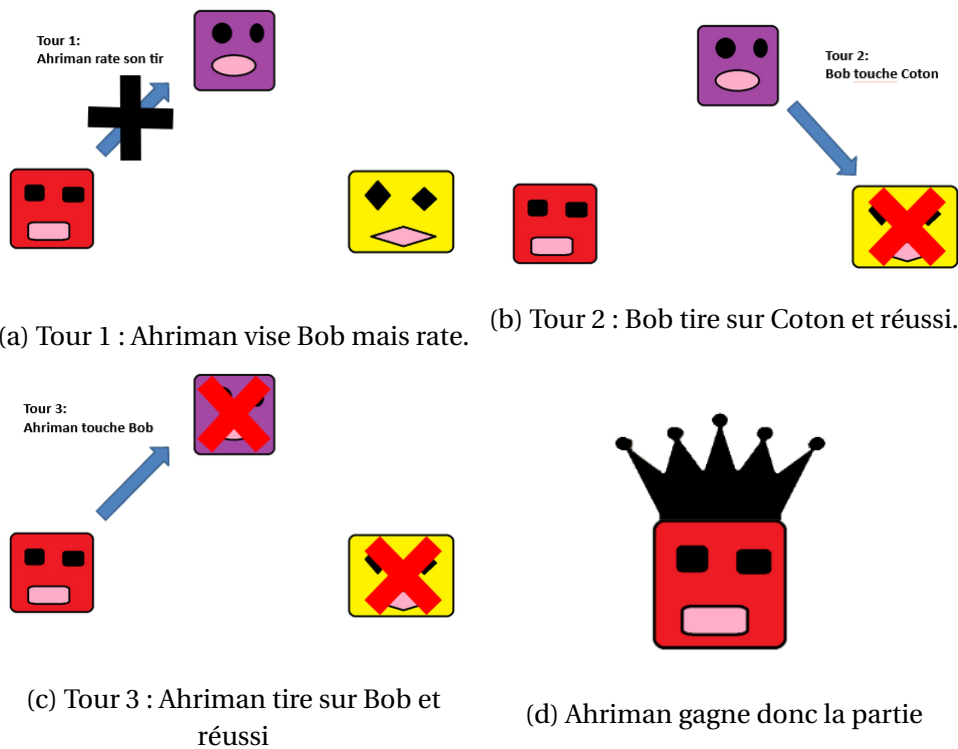 Tour 1:
Ahriman rate son tir
Tour 2:
Bob touche Coton
(a) Tour 1 : Ahriman vise Bob mais rate.
(b) Tour 2 : Bob tire sur Coton et réussi.
Tour 3:
Ahriman touche Bob
(c) Tour 3 : Ahriman tire sur Bob et
réussi
(d) Ahriman gagne donc la partie